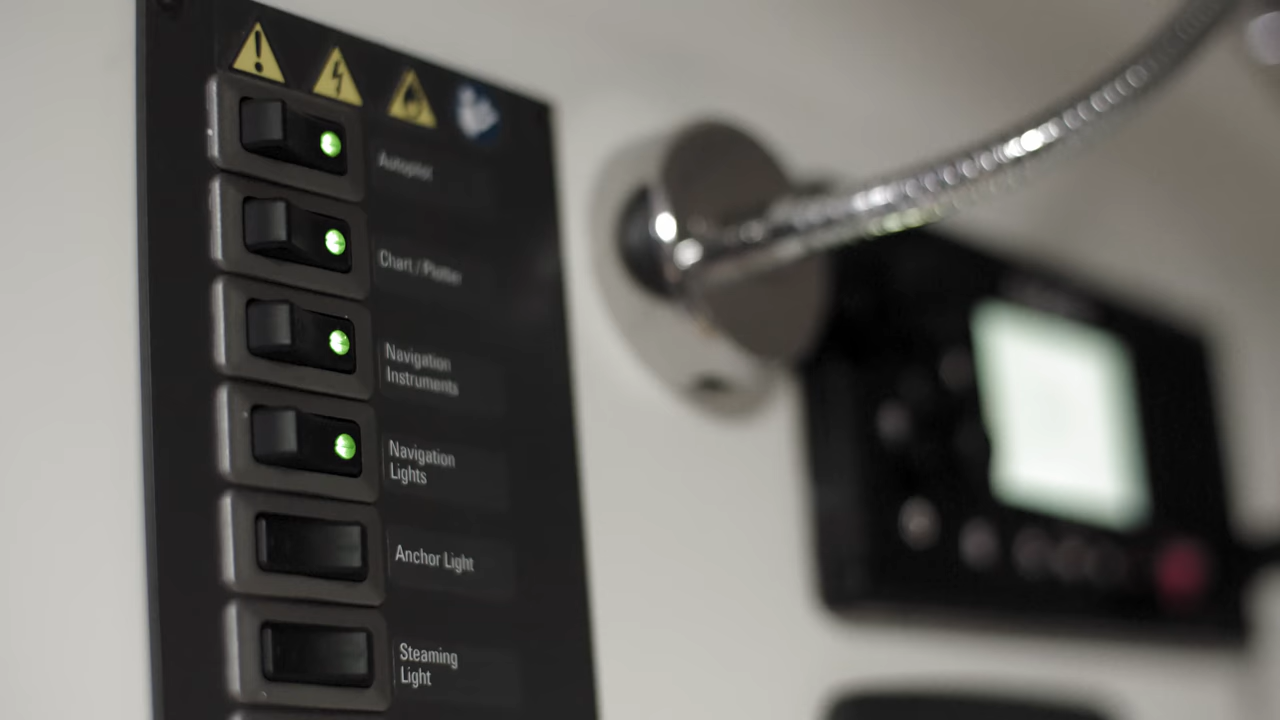 Autopilot
Chart / Plotter
Navigation
Instruments
Navigation
Lights
Anchor Light
Steaming
Light